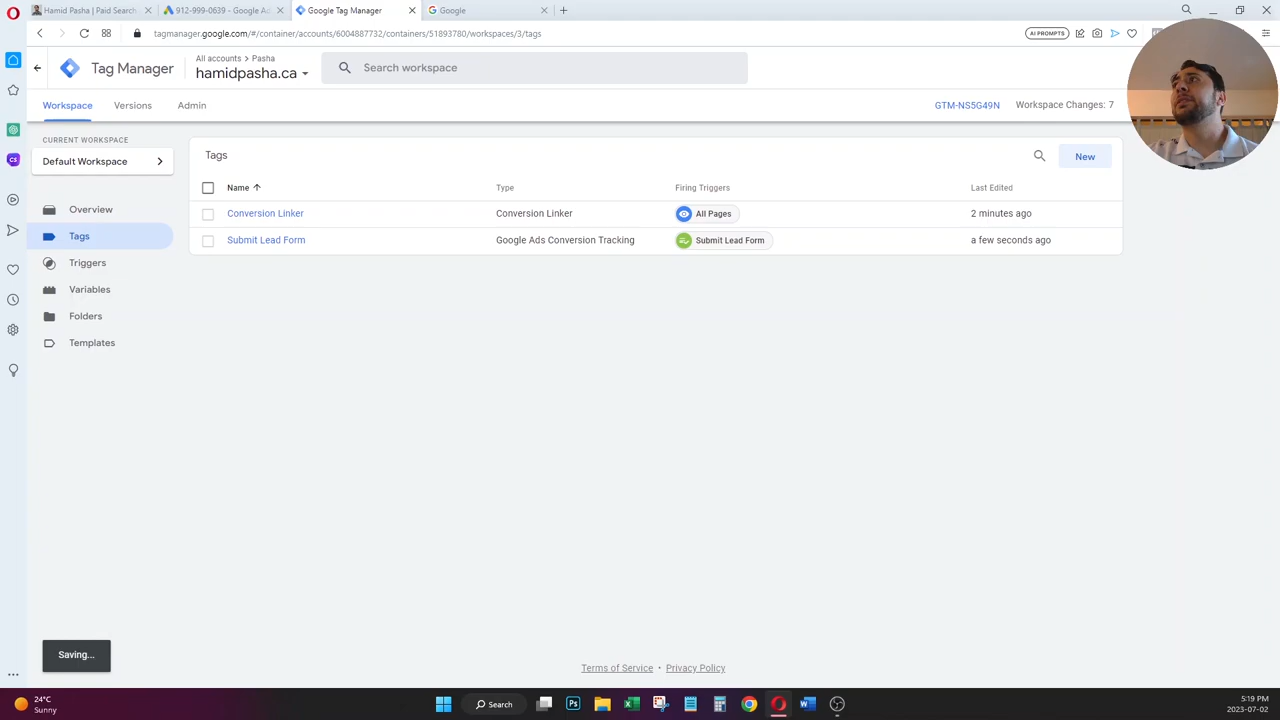 Hamid Pasha | Paid Search
912-999-0639 - Google Ad
Google Tag Manager
Google
tagmanager.google.com/#/container/accounts/6004887732/containers/51893780/workspaces/3/tags
AI PROMPTS
Tag Manager
All accounts > Pasha
hamidpasha.ca
Search workspace
Workspace
Versions
Admin
GTM-NS5G49N
Workspace Changes: 7
CURRENT WORKSPACE
Default Workspace
Overview
Tags
Triggers
Variables
Folders
Templates
Tags
New
Name
Type
Firing Triggers
Last Edited
Conversion Linker
Conversion Linker
All Pages
2 minutes ago
Submit Lead Form
Google Ads Conversion Tracking
Submit Lead Form
a few seconds ago
Saving...
Terms of Service • Privacy Policy
24°C
Sunny
Search
5:19 PM
2023-07-02